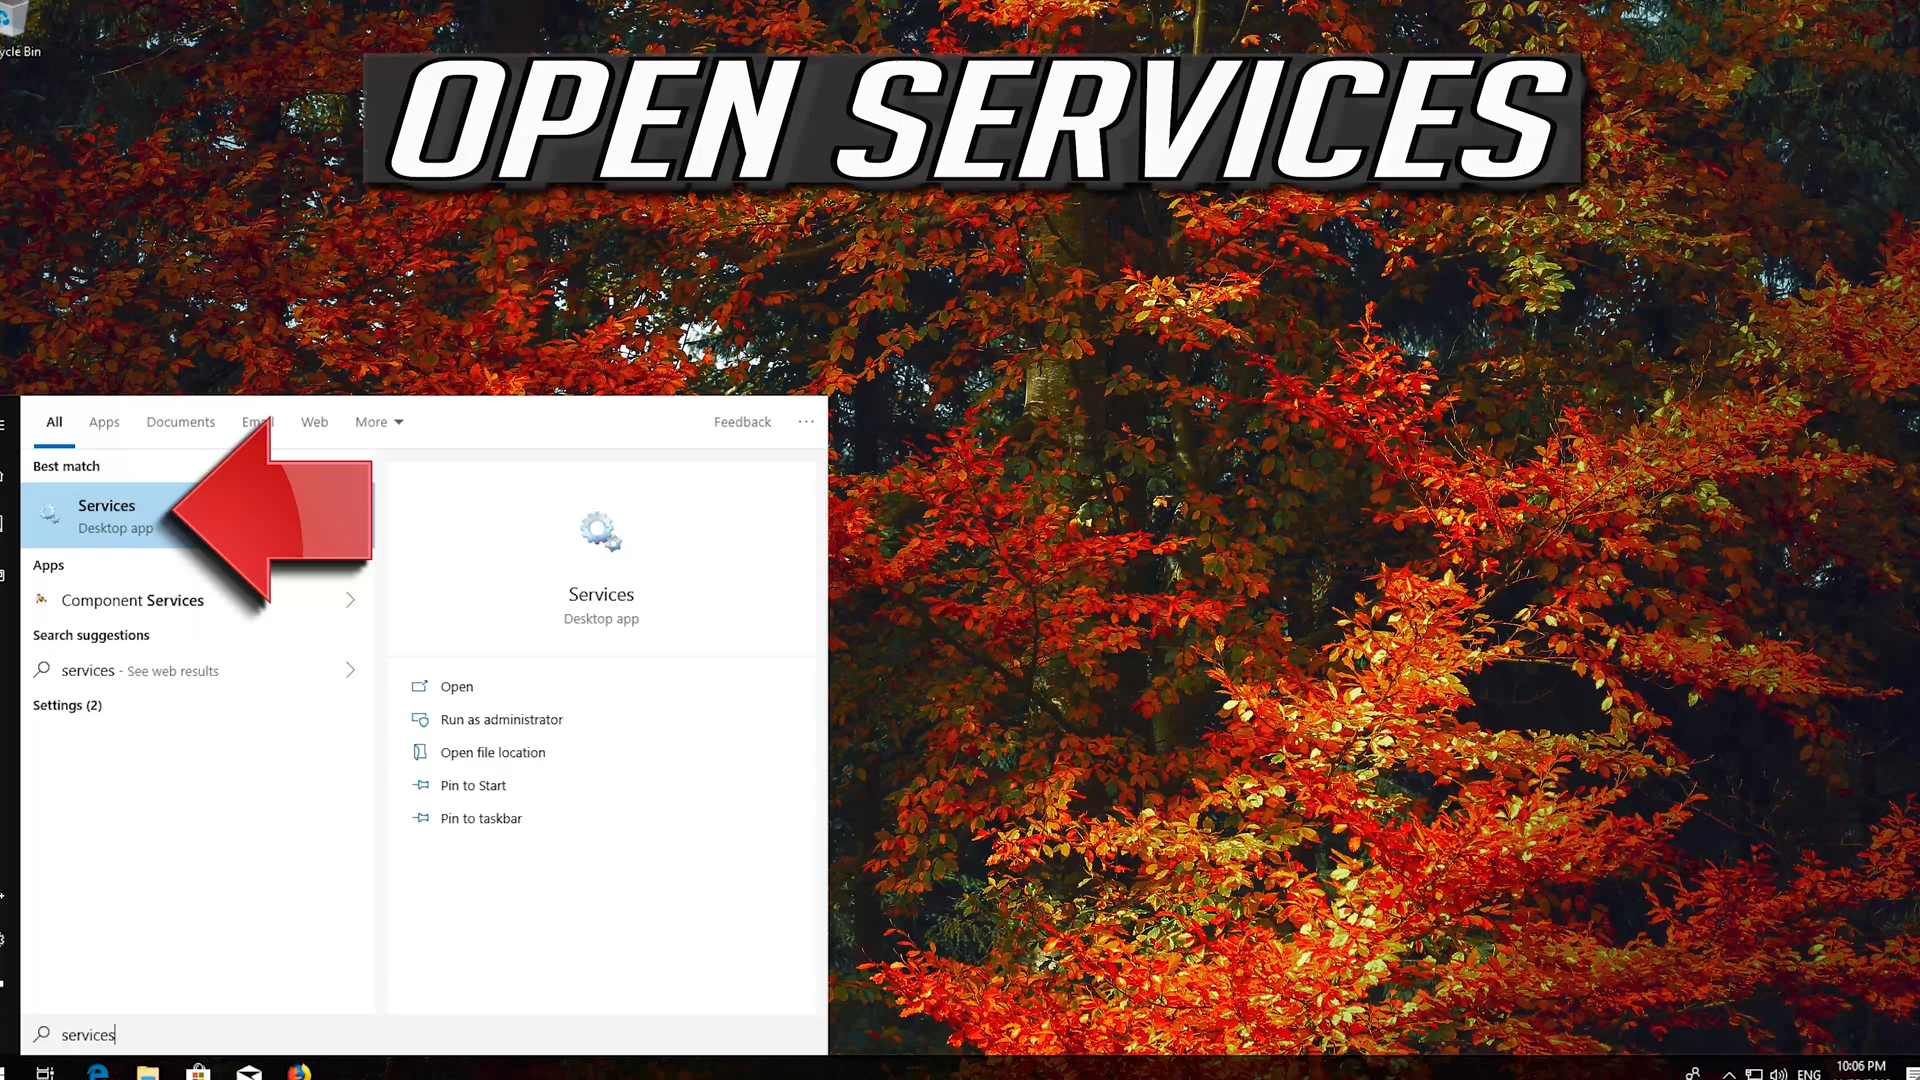 ycle Bin
OPEN SERVICES
All Apps Documents Web More Feedback
Best match
Services
Desktop app
Apps
Component Services
Search suggestions
services - See web results
Settings (2)
Services
Desktop app
Open
Run as administrator
Open file location
Pin to Start
Pin to taskbar
services
ENG
10:06 PM